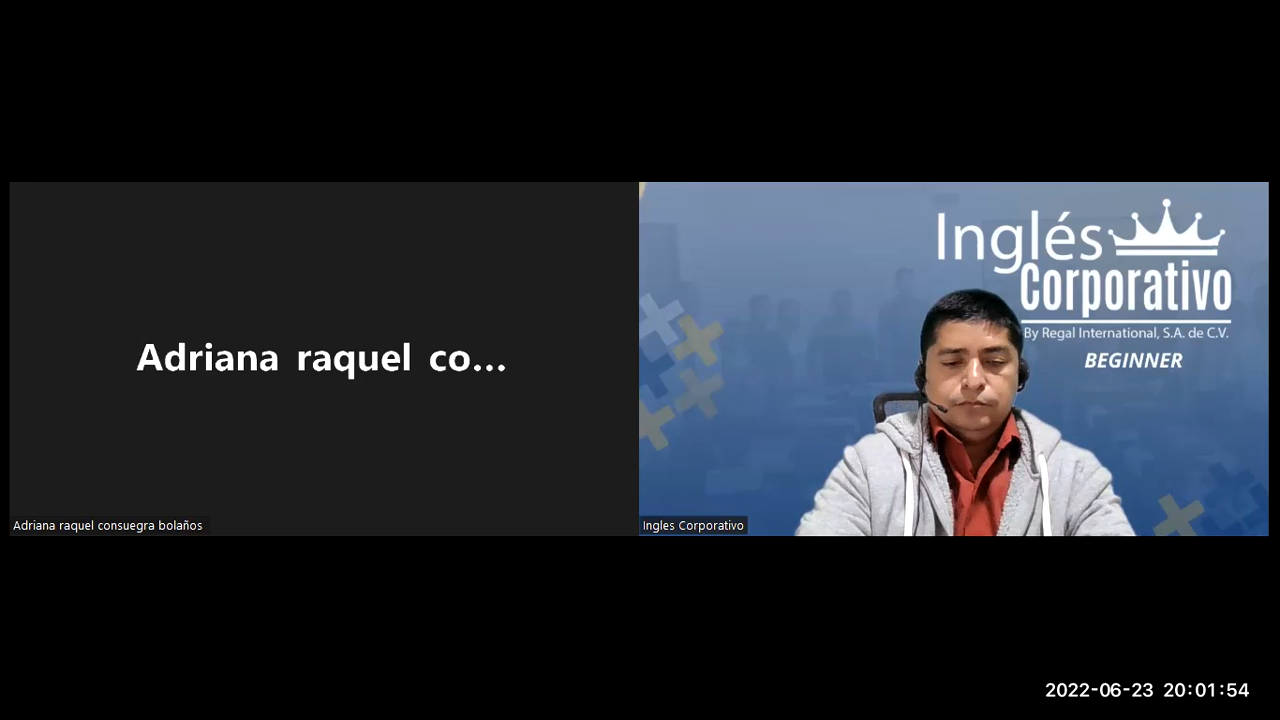 Adriana raquel co...
Adriana raquel consuegra bolaños
Inglés
Corporativo
By Regal International, S.A. de C.V.
BEGINNER
Ingles Corporativo
2022-06-23 20:01:54